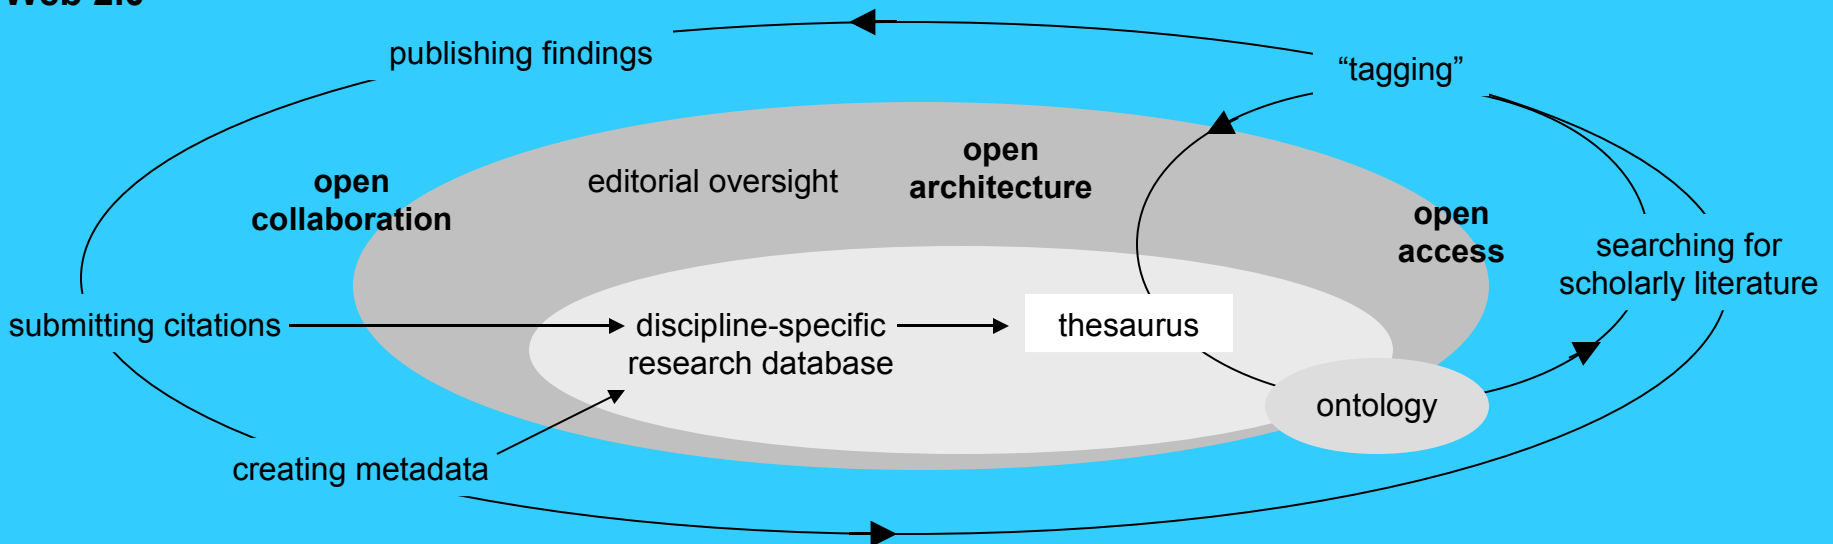 publishing findings
“tagging”
open
architecture
editorial oversight
open
collaboration
open
access
searching for
scholarly literature
submitting citations
discipline-specific
research database
thesaurus
ontology
creating metadata